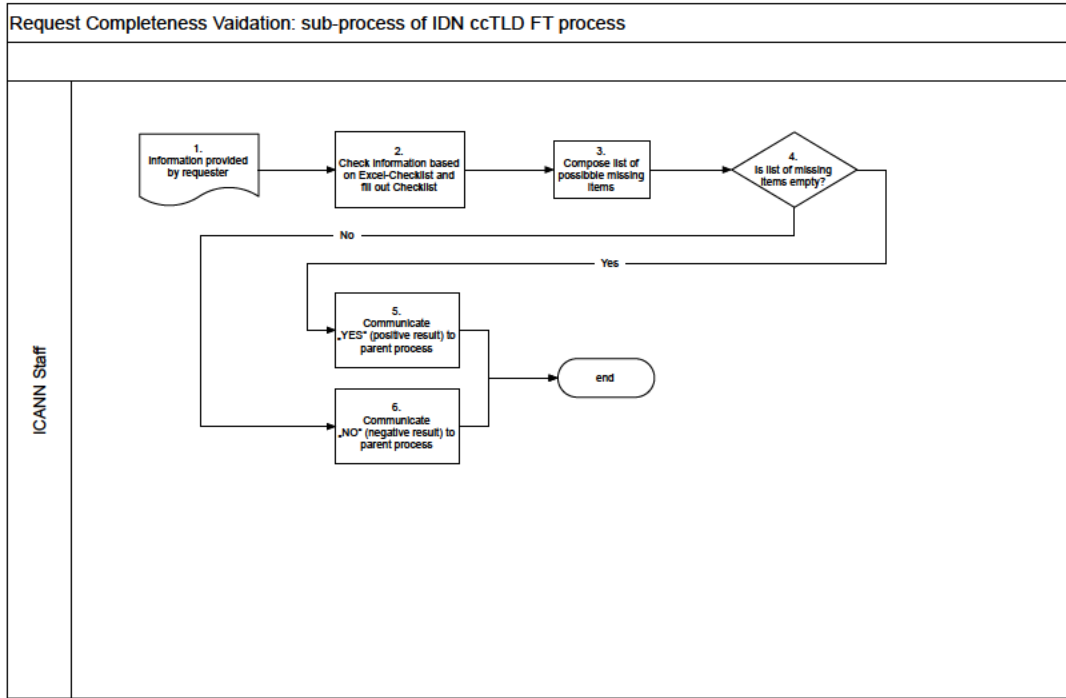 Request Completeness Vaidation: sub-process of IDN ccTLD FT process
ICANN Staff
1.
Information provided
by requester
2.
Check information based
on Excel-Checklist and
fill out Checklist
3.
Compose list of
possibble missing
items
4.
Is list of missing
items empty?
No
Yes
5.
Communicate
„YES“ (positive result) to
parent process
6.
Communicate
„NO“ (negative result) to
parent process
end